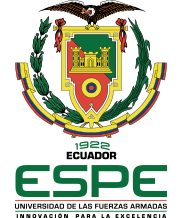 1922
ECUADOR
ESPE
UNIVERSIDAD DE LAS FUERZAS ARMADAS
INNOVACIÓN PARA LA EXCELENCIA